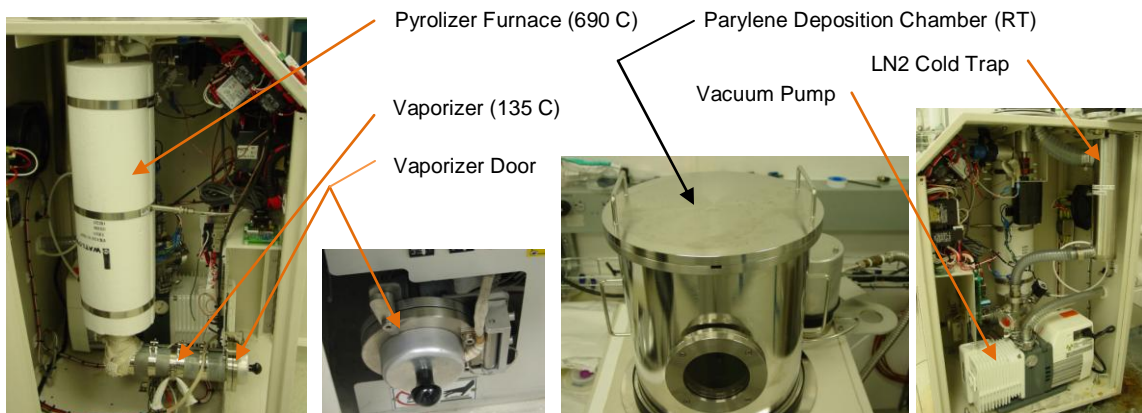 Pyrolizer Furnace (690 C)
Parylene Deposition Chamber (RT)
LN2 Cold Trap
Vacuum Pump
Vaporizer (135 C)
Vaporizer Door